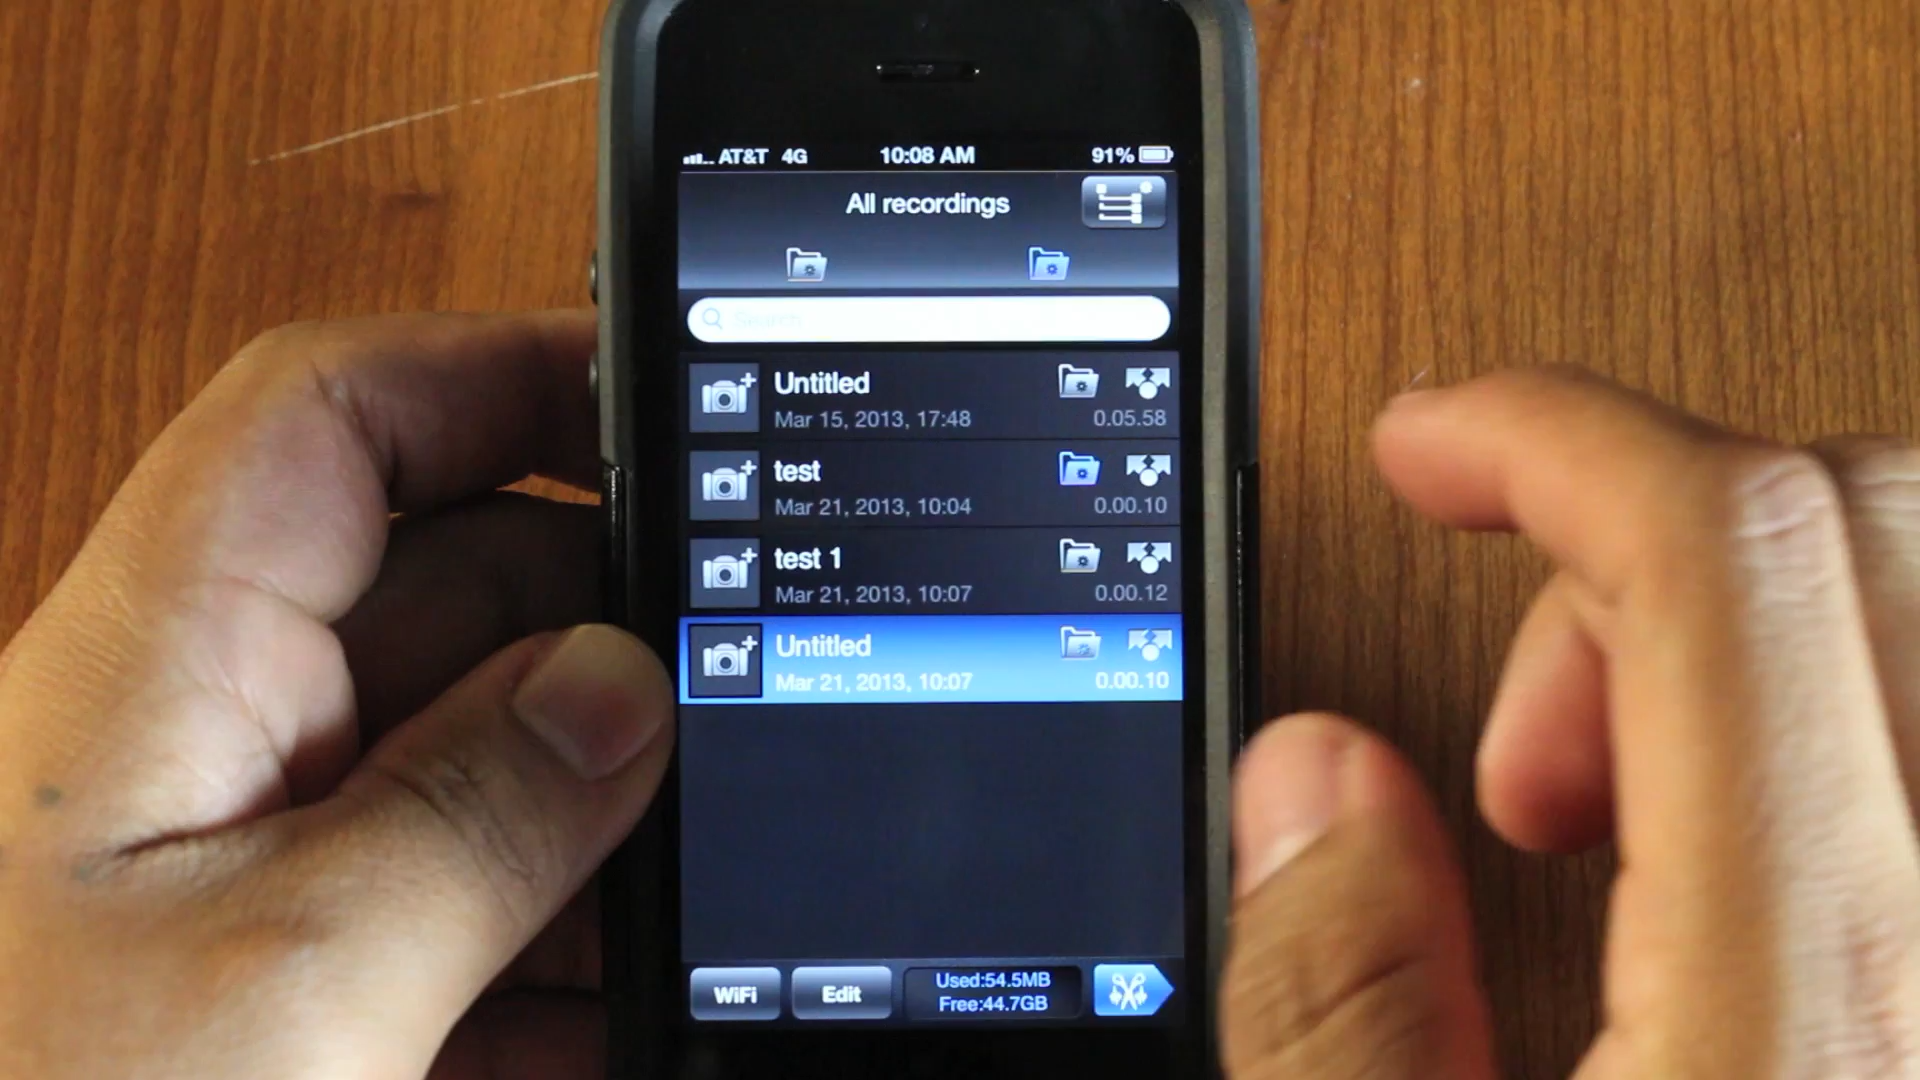 AT&T 4G 10:08 AM 91%
All recordings
Search
Untitled
Mar 15, 2013, 17:48 0.05.58
test
Mar 21, 2013, 10:04 0.00.10
test 1
Mar 21, 2013, 10:07 0.00.12
Untitled
Mar 21, 2013, 10:07 0.00.10
WiFi Edit Used:54.5MB
Free:44.7GB